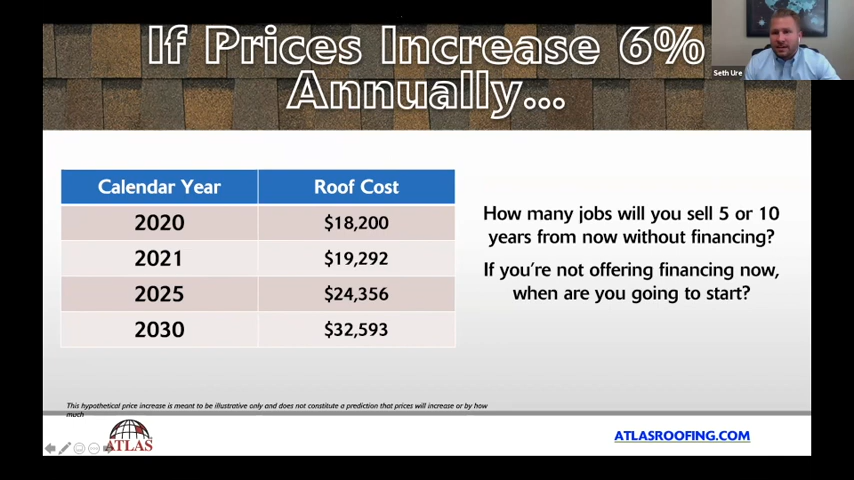 If Prices Increase 6%
Annually...
Seth Ure
Calendar Year Roof Cost
2020 $18,200
2021 $19,292
2025 $24,356
2030 $32,593
How many jobs will you sell 5 or 10
years from now without financing?
If you're not offering financing now,
when are you going to start?
This hypothetical price increase is meant to be illustrative only and does not constitute a prediction that prices will increase or by how
much
ATLAS
ATLASROOFING.COM